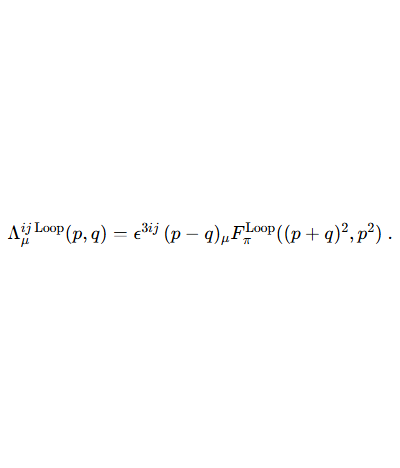 Λ_μ^{ij Loop}(p, q) = ϵ^{3ij} (p − q)_μ F_π^{Loop}((p + q)^2, p^2) .